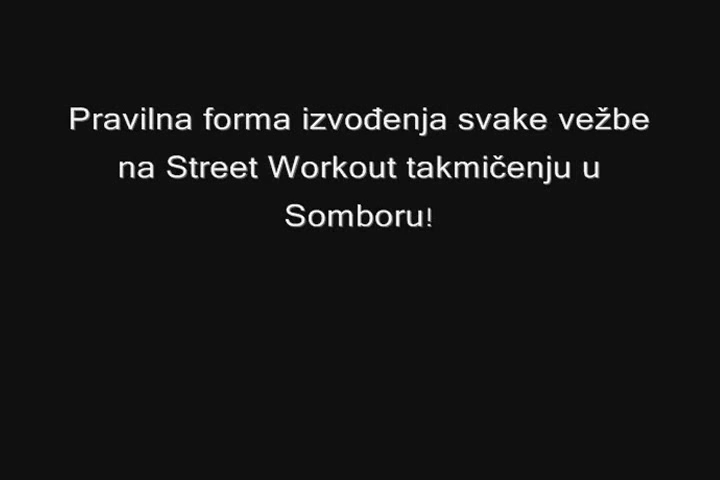 Pravilna forma izvođenja svake vežbe
na Street Workout takmičenju u
Somboru!